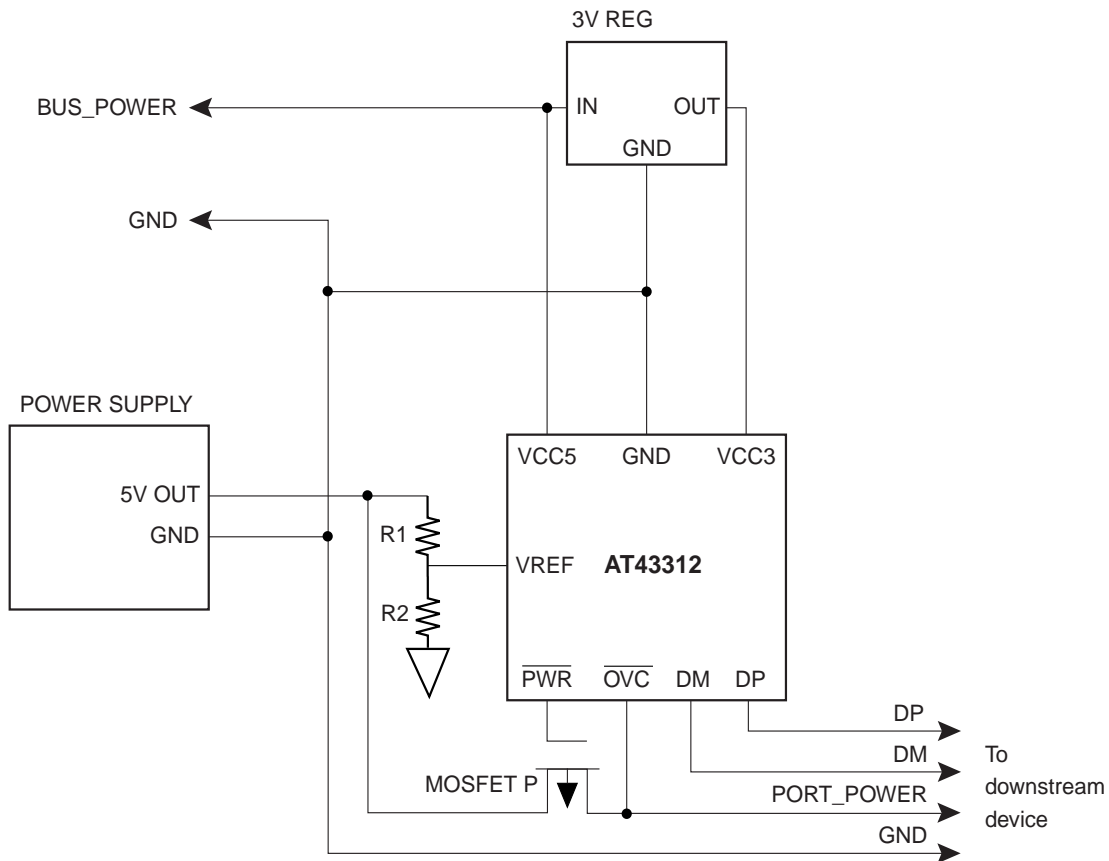 3V REG
BUS_POWER
IN
OUT
GND
GND
POWER SUPPLY
5V OUT
GND
VCC5
GND
VCC3
R1
VREF
AT43312
R2
PWR
OVC
DM
DP
MOSFET P
DP
DM
PORT_POWER
GND
To
downstream
device